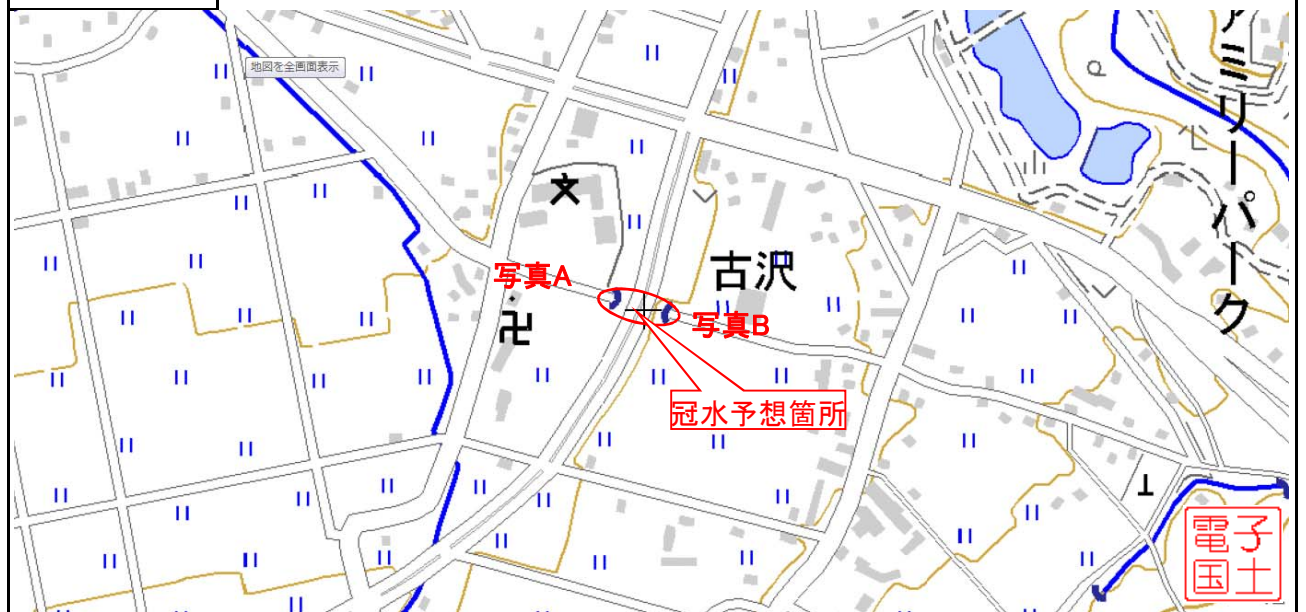 地図を全画面表示
ァミリーパーク
古沢
写真A
写真B
冠水予想箇所
電子
国土